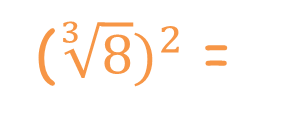 (∛8)² =